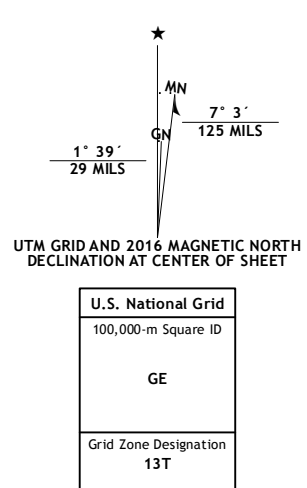 ★
MN
GN
7° 3´
125 MILS
1° 39´
29 MILS
UTM GRID AND 2016 MAGNETIC NORTH
DECLINATION AT CENTER OF SHEET
U.S. National Grid
100,000-m Square ID
GE
Grid Zone Designation
13T